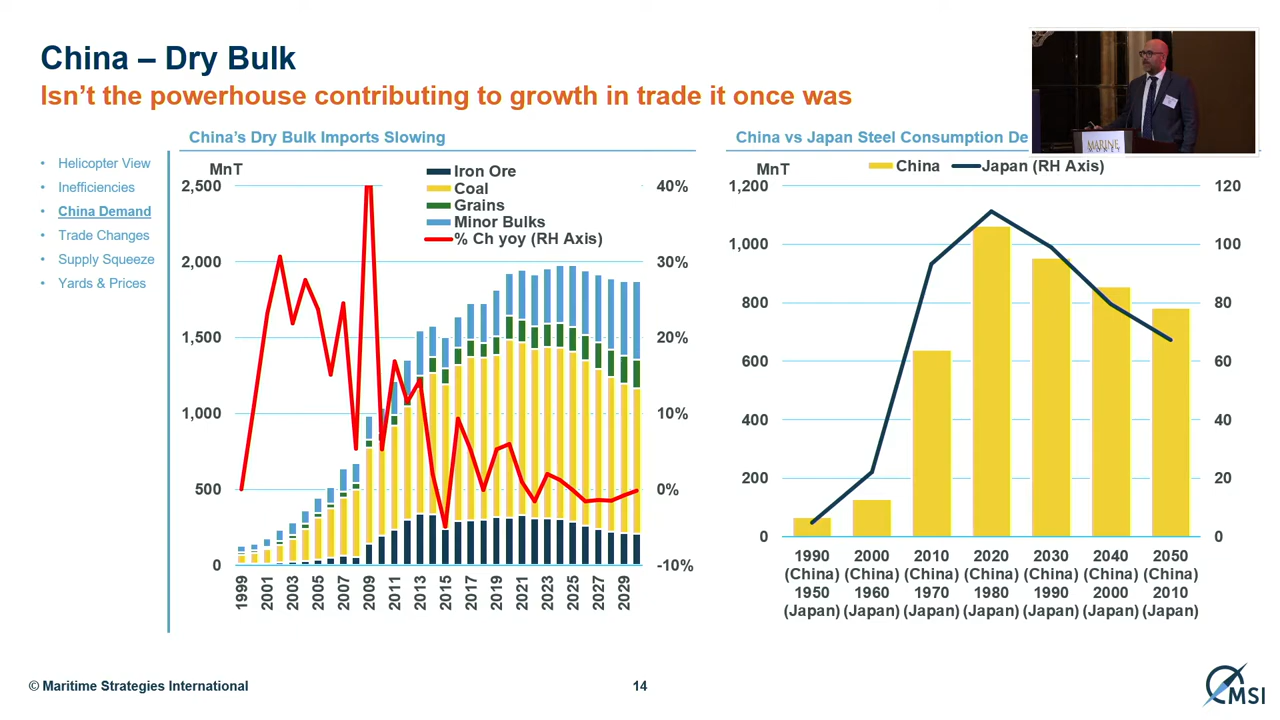 China – Dry Bulk
Isn't the powerhouse contributing to growth in trade it once was
• Helicopter View
• Inefficiencies
• China Demand
• Trade Changes
• Supply Squeeze
• Yards & Prices
China's Dry Bulk Imports Slowing
MnT
Iron Ore
Coal
Grains
Minor Bulks
% Ch yoy (RH Axis)
2,500
2,000
1,500
1,000
500
0
40%
30%
20%
10%
0%
-10%
1999
2001
2003
2005
2007
2009
2011
2013
2015
2017
2019
2021
2023
2025
2027
2029
China vs Japan Steel Consumption De
MnT
China
Japan (RH Axis)
1,200
1,000
800
600
400
200
0
120
100
80
60
40
20
0
1990 2000 2010 2020 2030 2040 2050
(China) (China) (China) (China) (China) (China) (China)
1950 1960 1970 1980 1990 2000 2010
(Japan) (Japan) (Japan) (Japan) (Japan) (Japan) (Japan)
MARINE
© Maritime Strategies International
14
MSI